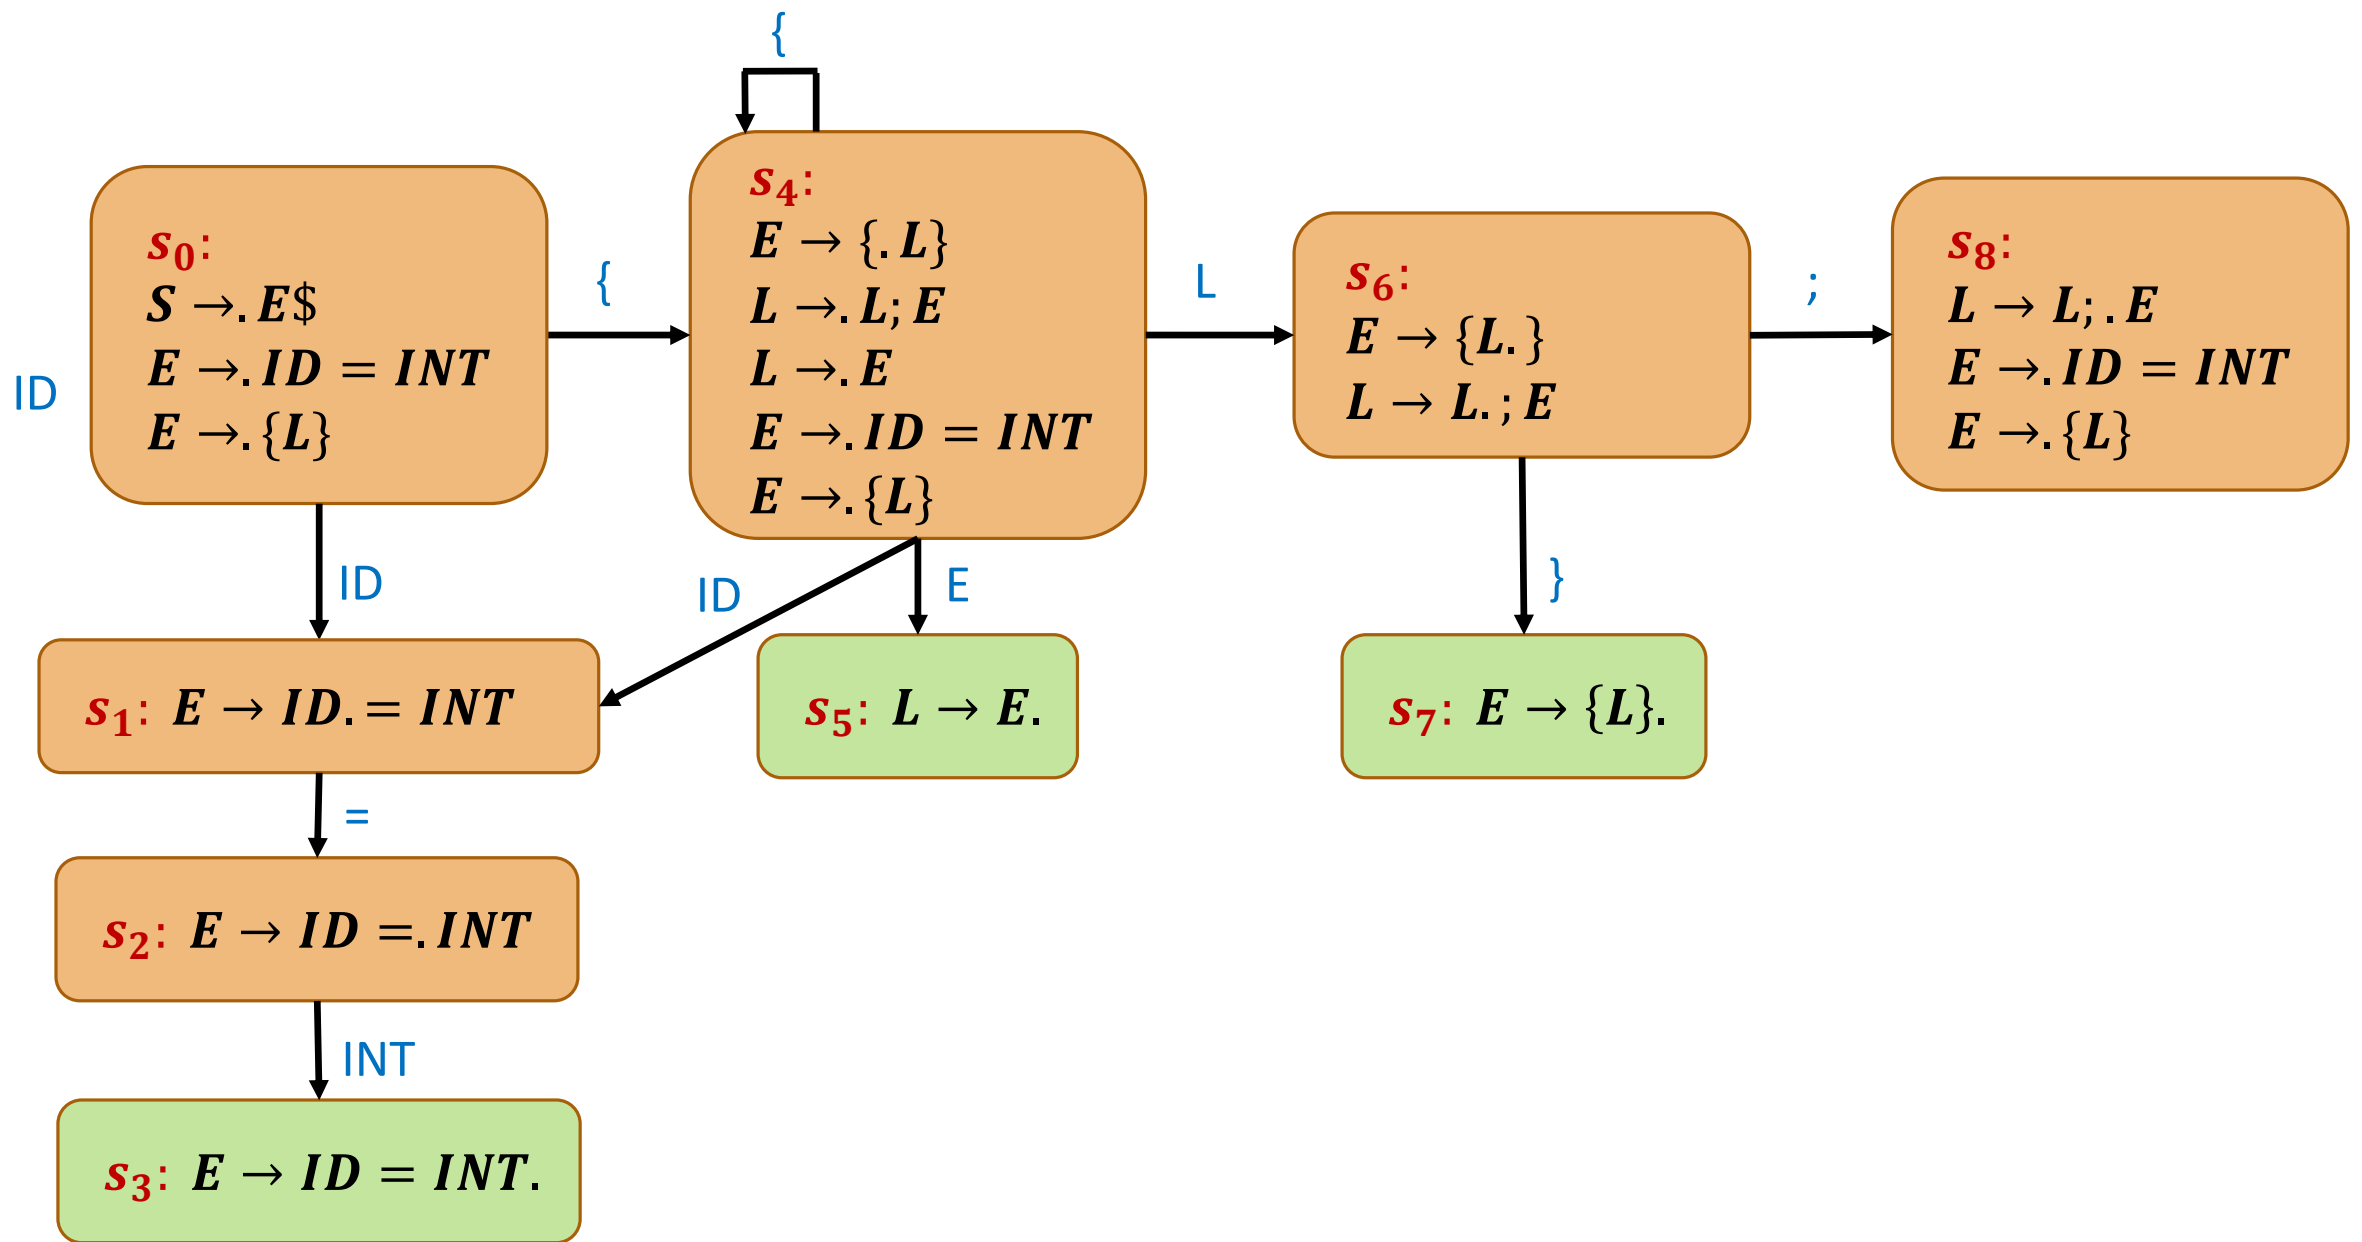 {
s₀:
S →. E$
E →. ID = INT
E →. {L}
ID
{
s₄:
E → {. L}
L →. L; E
L →. E
E →. ID = INT
E →. {L}
L
s₆:
E → {L. }
L → L. ; E
;
s₈:
L → L; . E
E →. ID = INT
E →. {L}
ID
ID
E
}
s₁: E → ID. = INT
s₅: L → E.
s₇: E → {L}.
=
s₂: E → ID =. INT
INT
s₃: E → ID = INT.